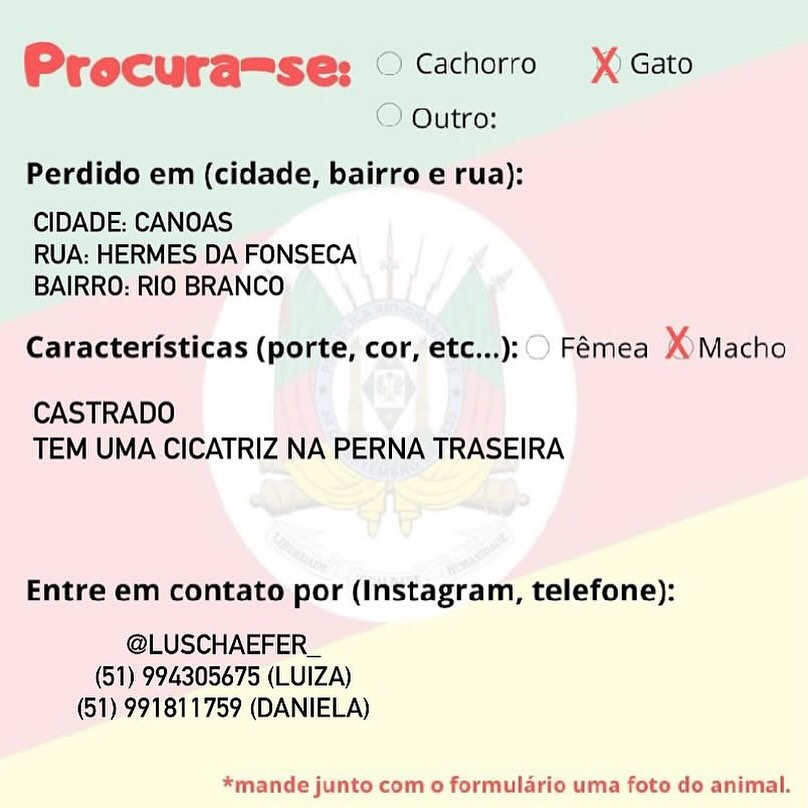 Procura-se: Cachorro X Gato
Outro:
Perdido em (cidade, bairro e rua):
CIDADE: CANOAS
RUA: HERMES DA FONSECA
BAIRRO: RIO BRANCO
Características (porte, cor, etc...): Fêmea X Macho
CASTRADO
TEM UMA CICATRIZ NA PERNA TRASEIRA
LIBERDADE HUMANIDADE
Entre em contato por (Instagram, telefone):
@LUSCHAEFER_
(51) 994305675 (LUIZA)
(51) 991811759 (DANIELA)
*mande junto com o formulário uma foto do animal.